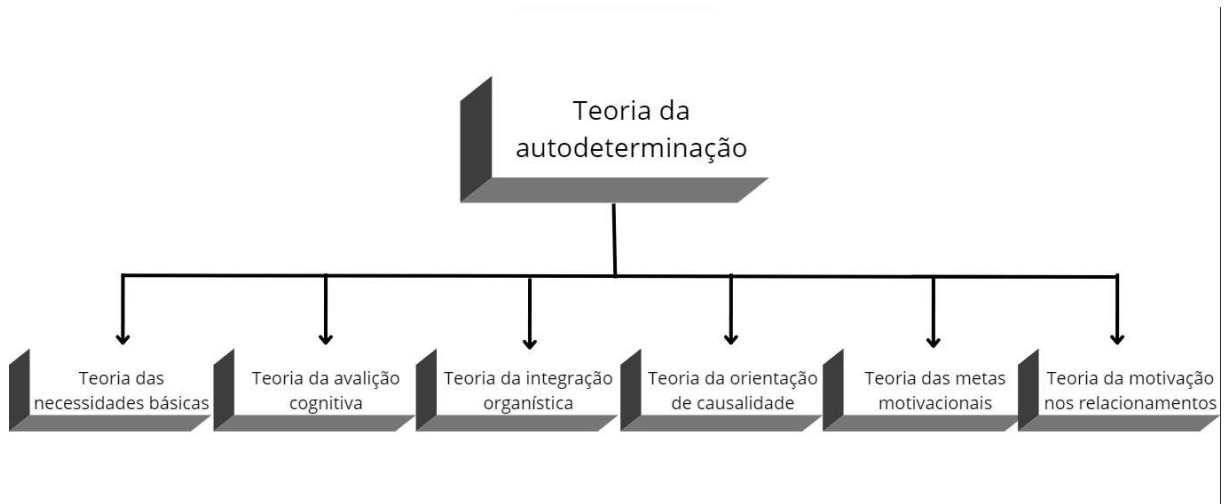 Teoria da
autodeterminação
Teoria das
necessidades básicas
Teoria da avalição
cognitiva
Teoria da integração
organística
Teoria da orientação
de causalidade
Teoria das metas
motivacionais
Teoria da motivação
nos relacionamentos